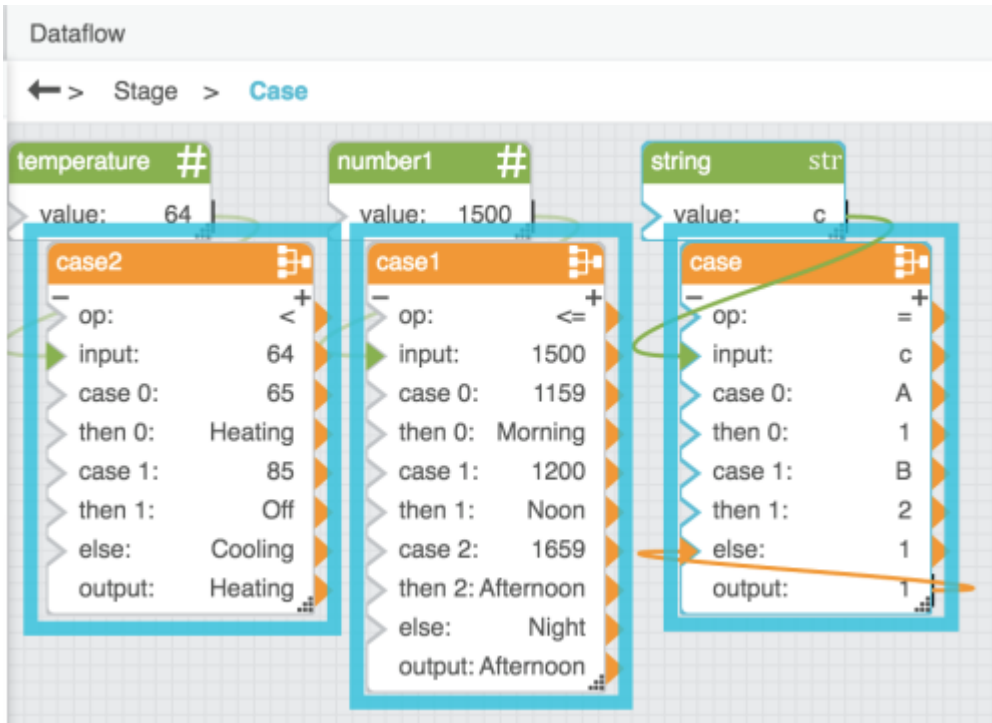 Dataflow
← > Stage > Case
temperature #
value: 64
number1 #
value: 1500
string str
value: c
case2
− +
op: <
input: 64
case 0: 65
then 0: Heating
case 1: 85
then 1: Off
else: Cooling
output: Heating
case1
− +
op: <=
input: 1500
case 0: 1159
then 0: Morning
case 1: 1200
then 1: Noon
case 2: 1659
then 2: Afternoon
else: Night
output: Afternoon
case
− +
op: =
input: c
case 0: A
then 0: 1
case 1: B
then 1: 2
else: 1
output: 1